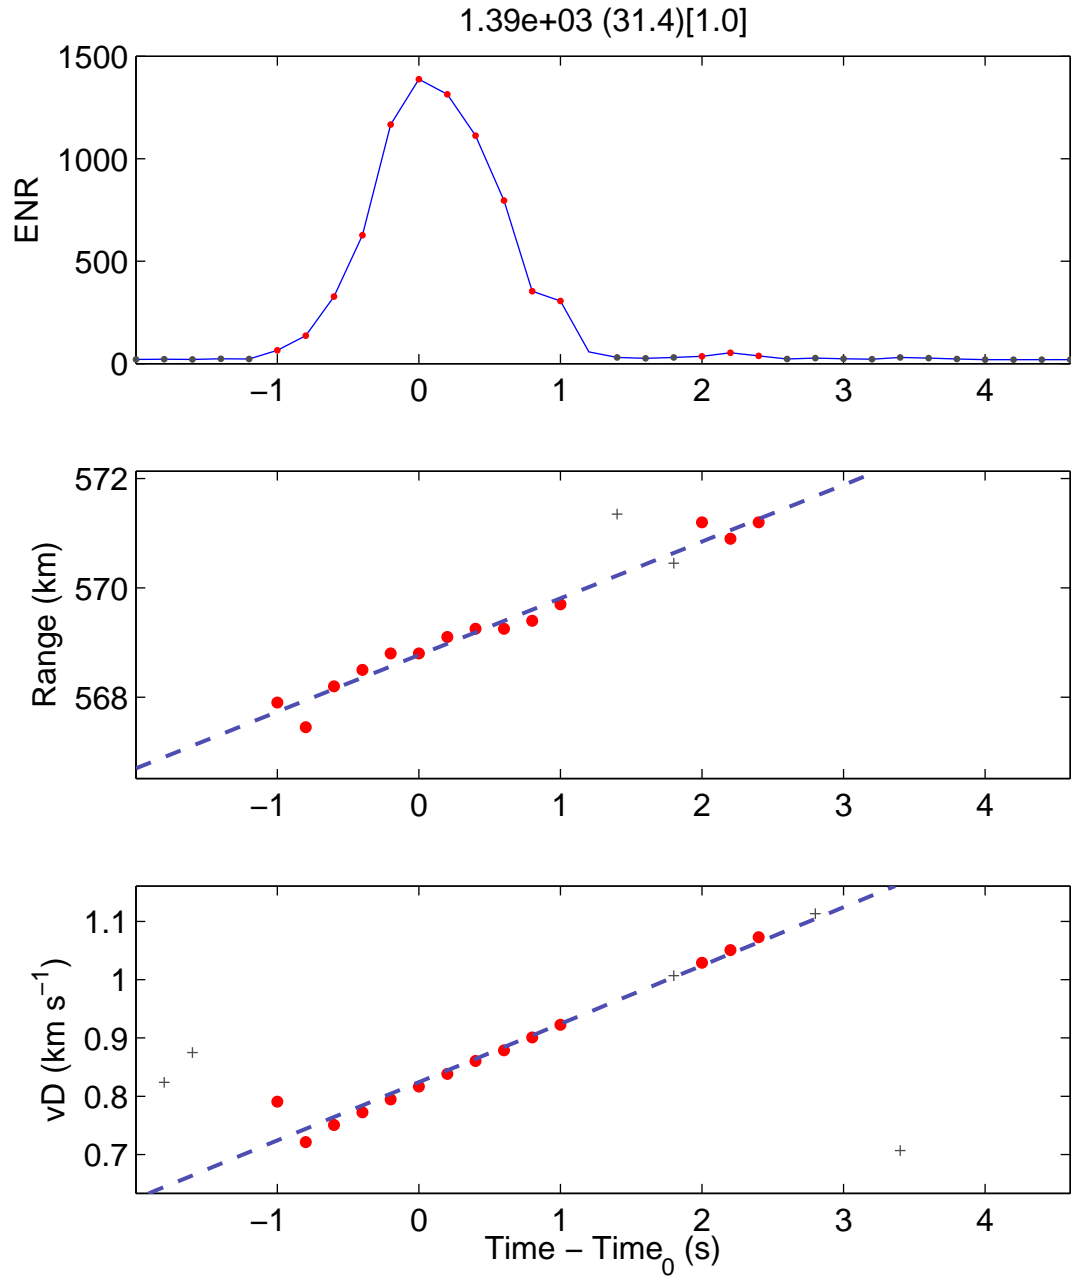 1.39e+03 (31.4)[1.0]
1500
1000
500
0
ENR
−1 0 1 2 3 4
572
570
568
Range (km)
−1 0 1 2 3 4
1.1
1
0.9
0.8
0.7
vD (km s⁻¹)
−1 0 1 2 3 4
Time − Time₀ (s)